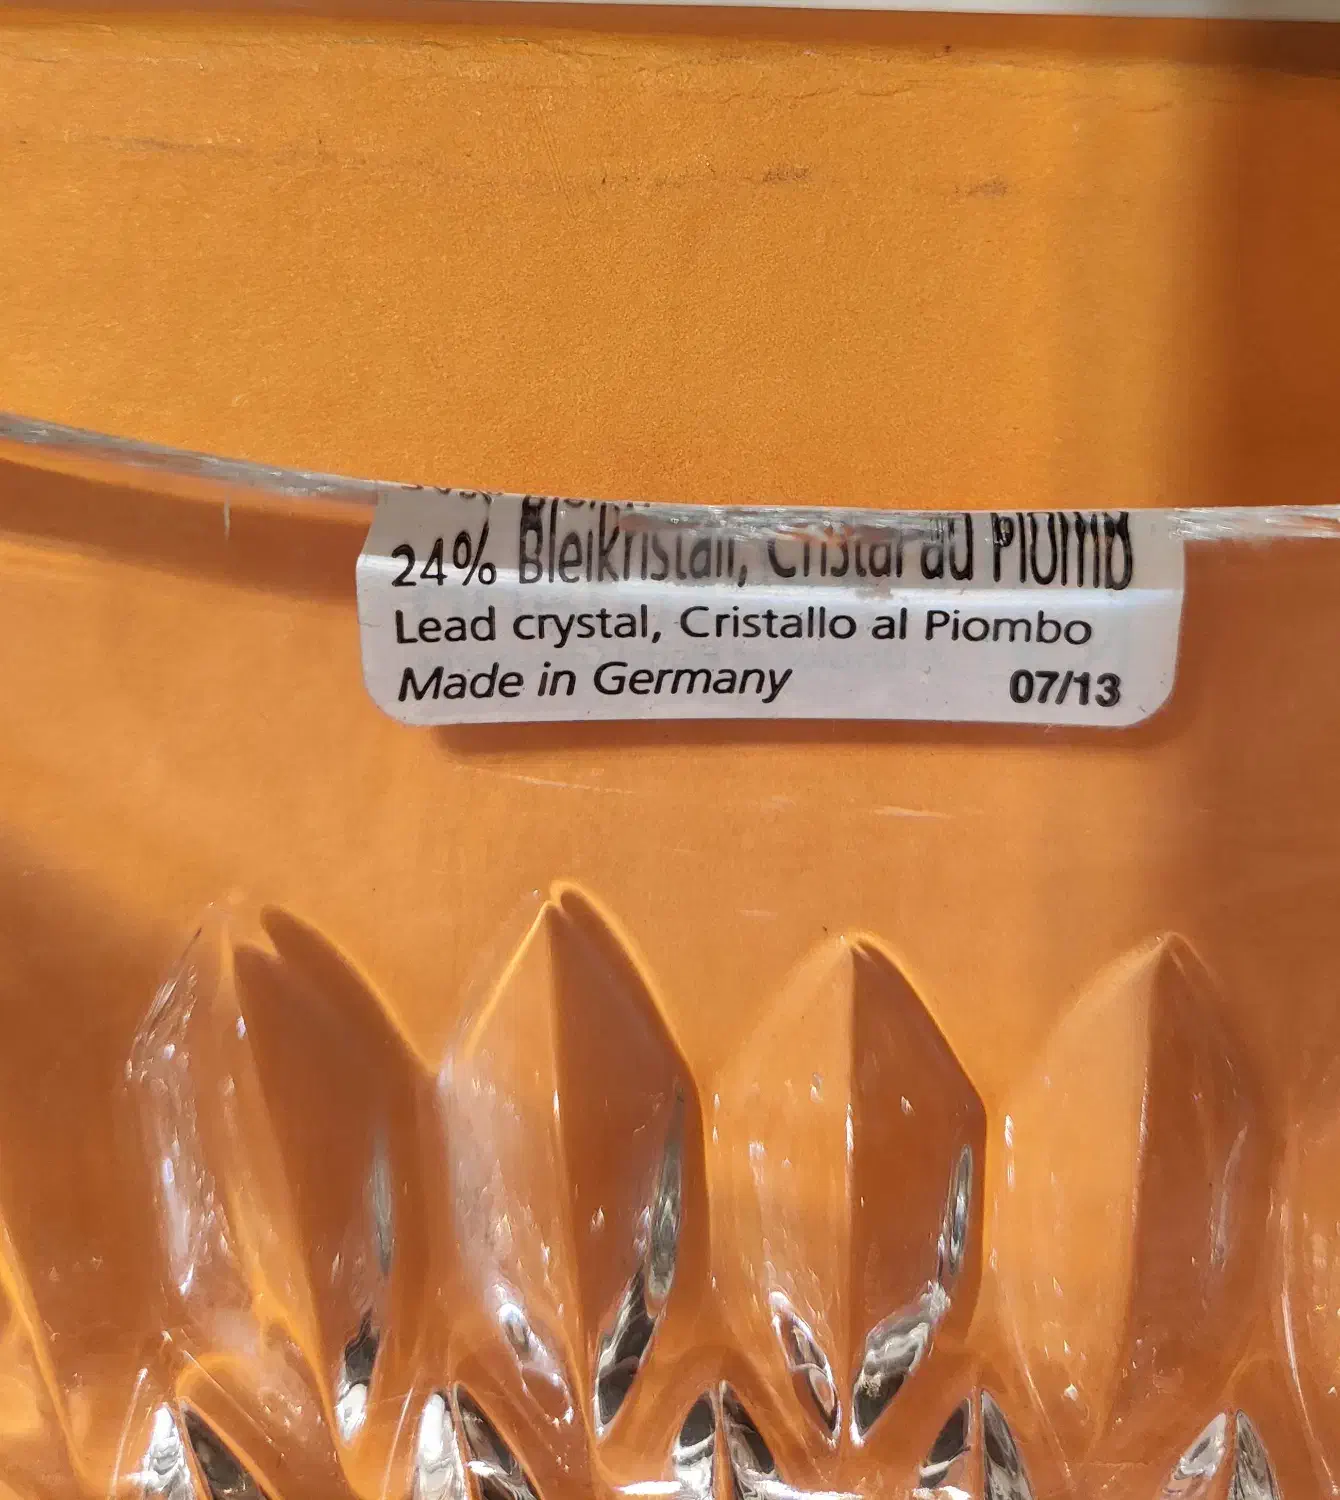 24% Bleikristall, Cristal au Plomb
Lead crystal, Cristallo al Piombo
Made in Germany 07/13